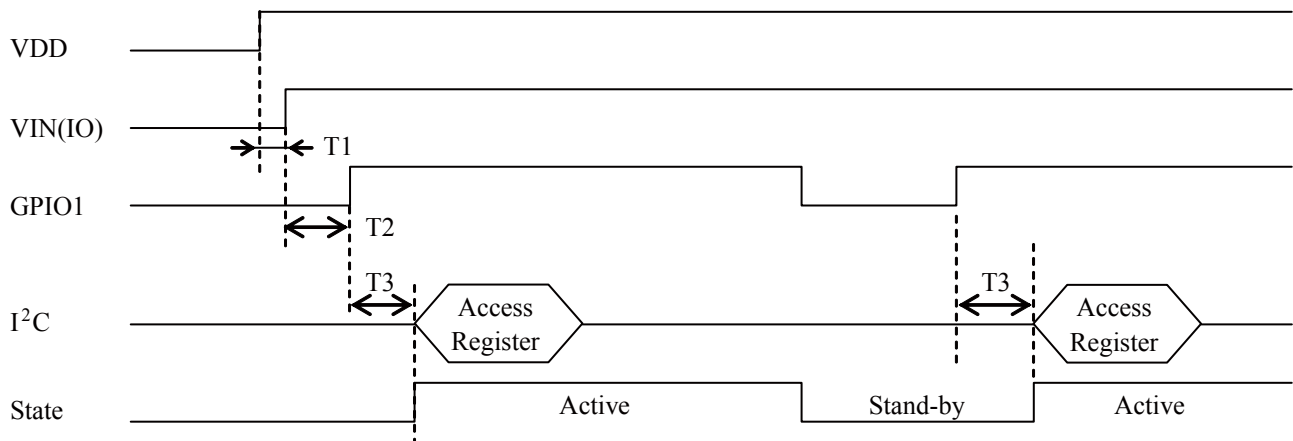 VDD
VIN(IO)
T1
GPIO1
T2
T3
T3
I²C
Access
Register
Access
Register
State
Active
Stand-by
Active